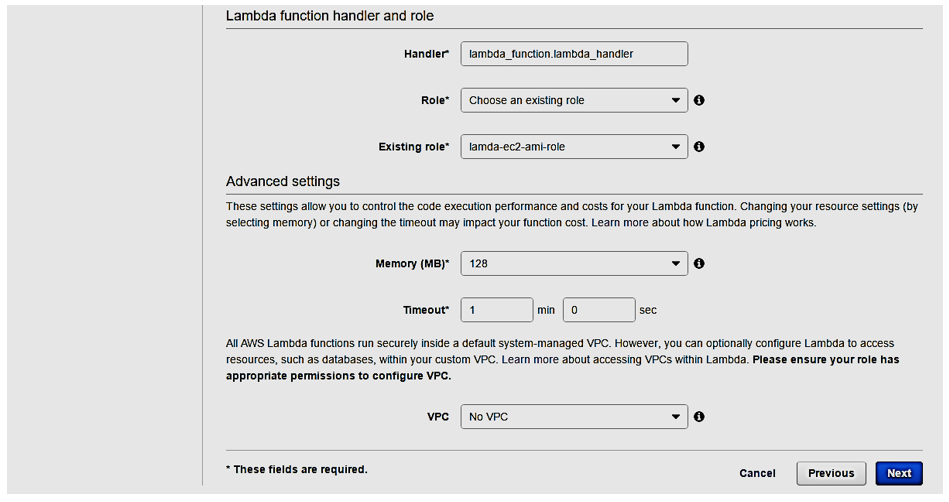 Lambda function handler and role
Handler* lambda_function.lambda_handler
Role* Choose an existing role
Existing role* lamda-ec2-ami-role
Advanced settings
These settings allow you to control the code execution performance and costs for your Lambda function. Changing your resource settings (by
selecting memory) or changing the timeout may impact your function cost. Learn more about how Lambda pricing works.
Memory (MB)* 128
Timeout* 1 min 0 sec
All AWS Lambda functions run securely inside a default system-managed VPC. However, you can optionally configure Lambda to access
resources, such as databases, within your custom VPC. Learn more about accessing VPCs within Lambda. Please ensure your role has
appropriate permissions to configure VPC.
VPC No VPC
* These fields are required.
Cancel Previous Next